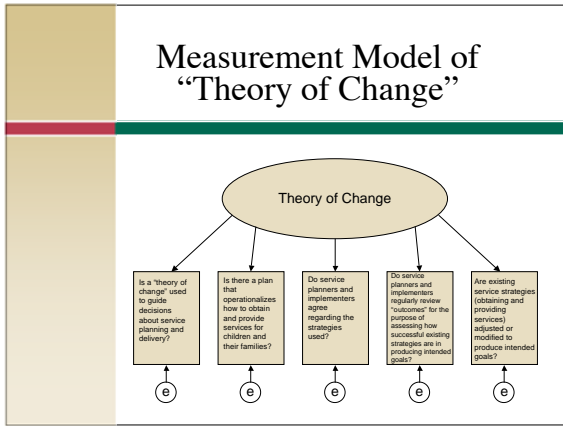 Measurement Model of
“Theory of Change”
Theory of Change
Is a “theory of
change” used
to guide
decisions
about service
planning and
delivery?
Is there a plan
that
operationalizes
how to obtain
and provide
services for
children and
their families?
Do service
planners and
implementers
agree
regarding the
strategies
used?
Do service
planners and
implementers
regularly review
“outcomes” for the
purpose of
assessing how
successful existing
strategies are in
producing intended
goals?
Are existing
service strategies
(obtaining and
providing
services)
adjusted or
modified to
produce intended
goals?
e
e
e
e
e